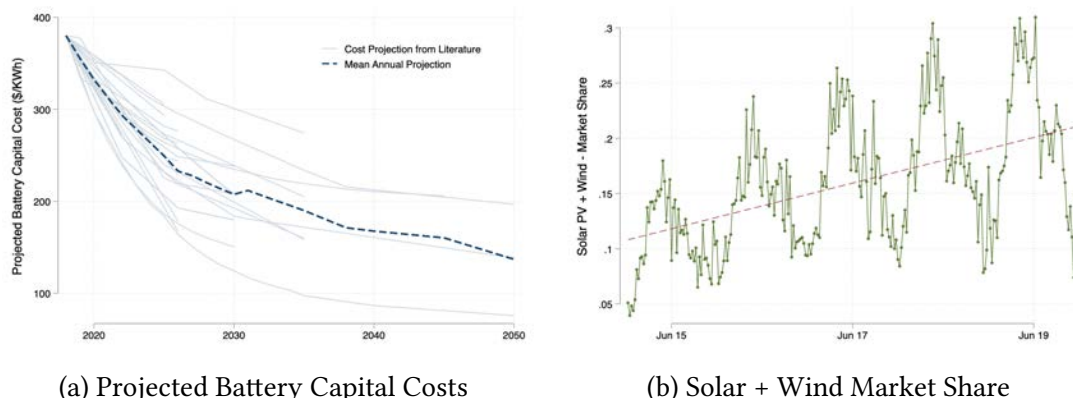 400
300
200
100
Projected Battery Capital Cost ($/KWh)
Cost Projection from Literature
Mean Annual Projection
2020 2030 2040 2050
(a) Projected Battery Capital Costs
.3
.25
.2
.15
.1
.05
Solar PV + Wind - Market Share
Jun 15 Jun 17 Jun 19
(b) Solar + Wind Market Share